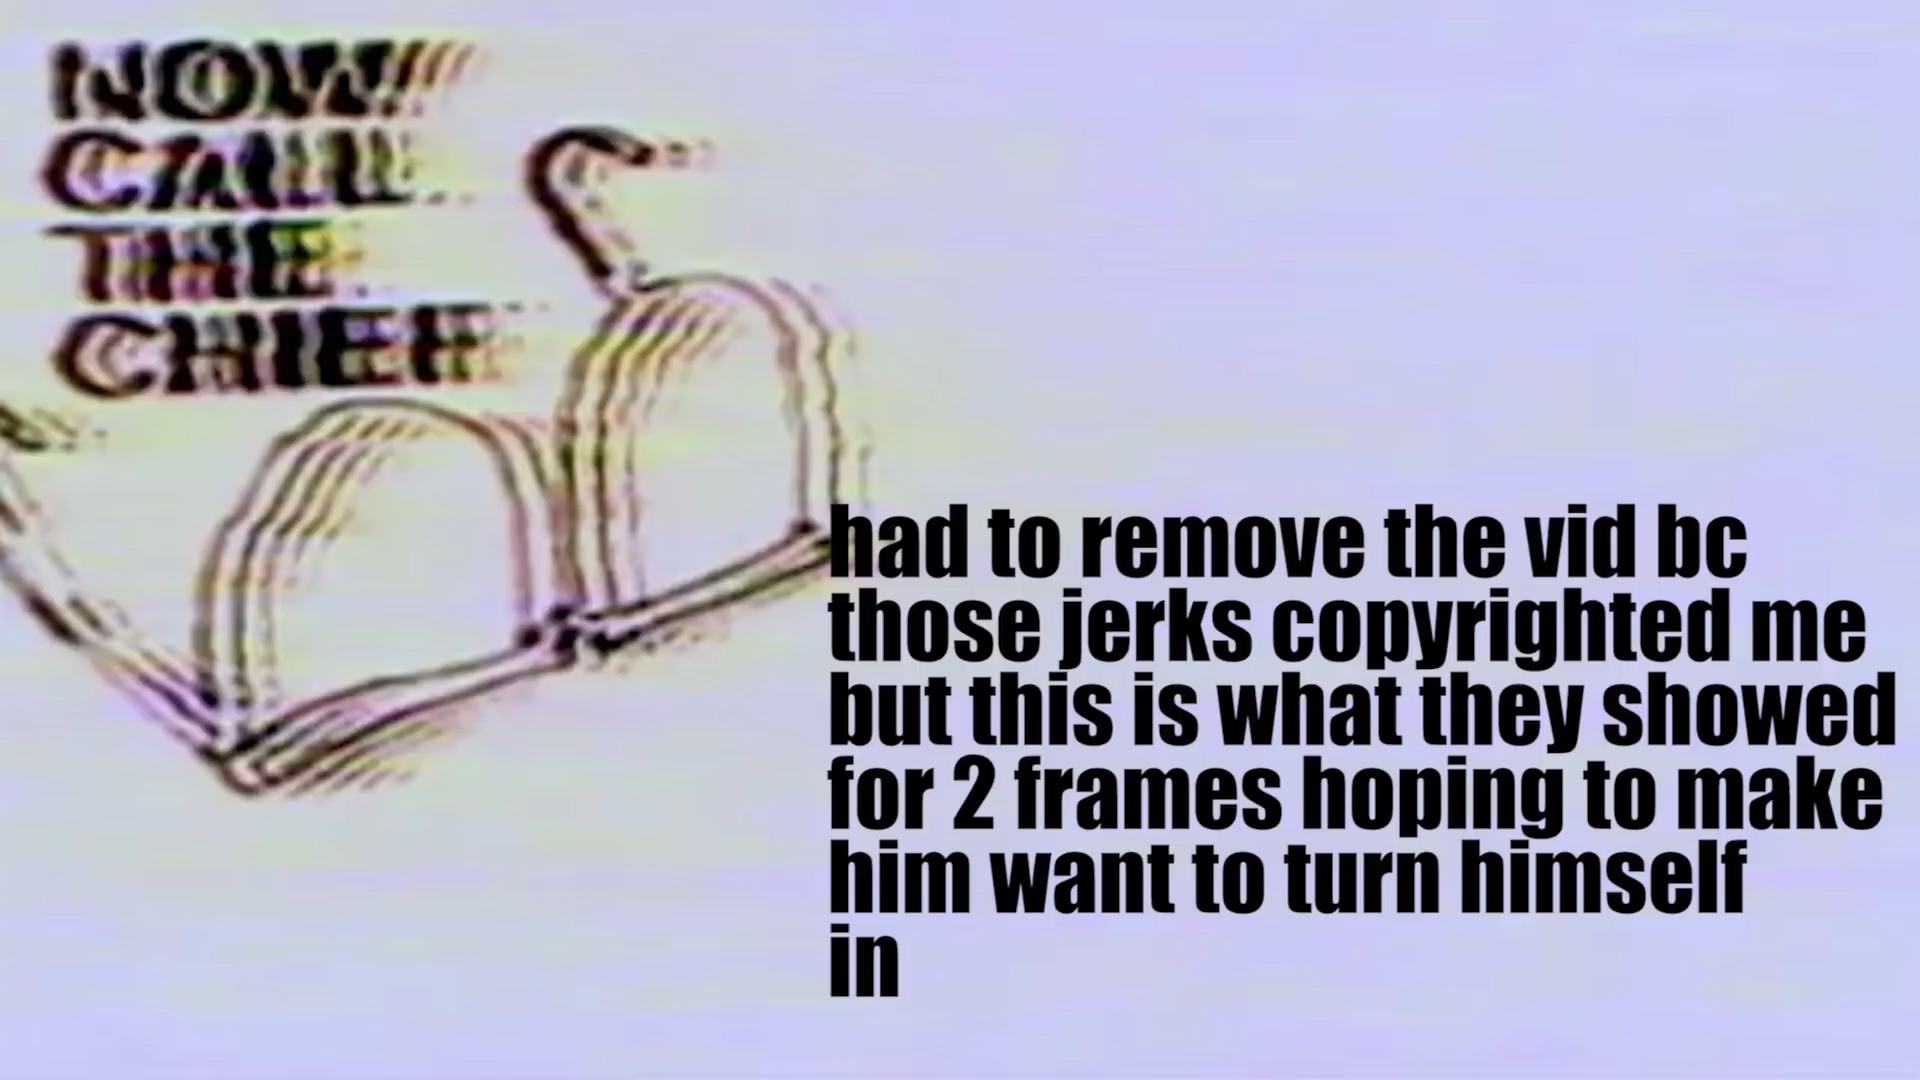 NOW
CALL
THE
CHIEF
had to remove the vid bc
those jerks copyrighted me
but this is what they showed
for 2 frames hoping to make
him want to turn himself
in